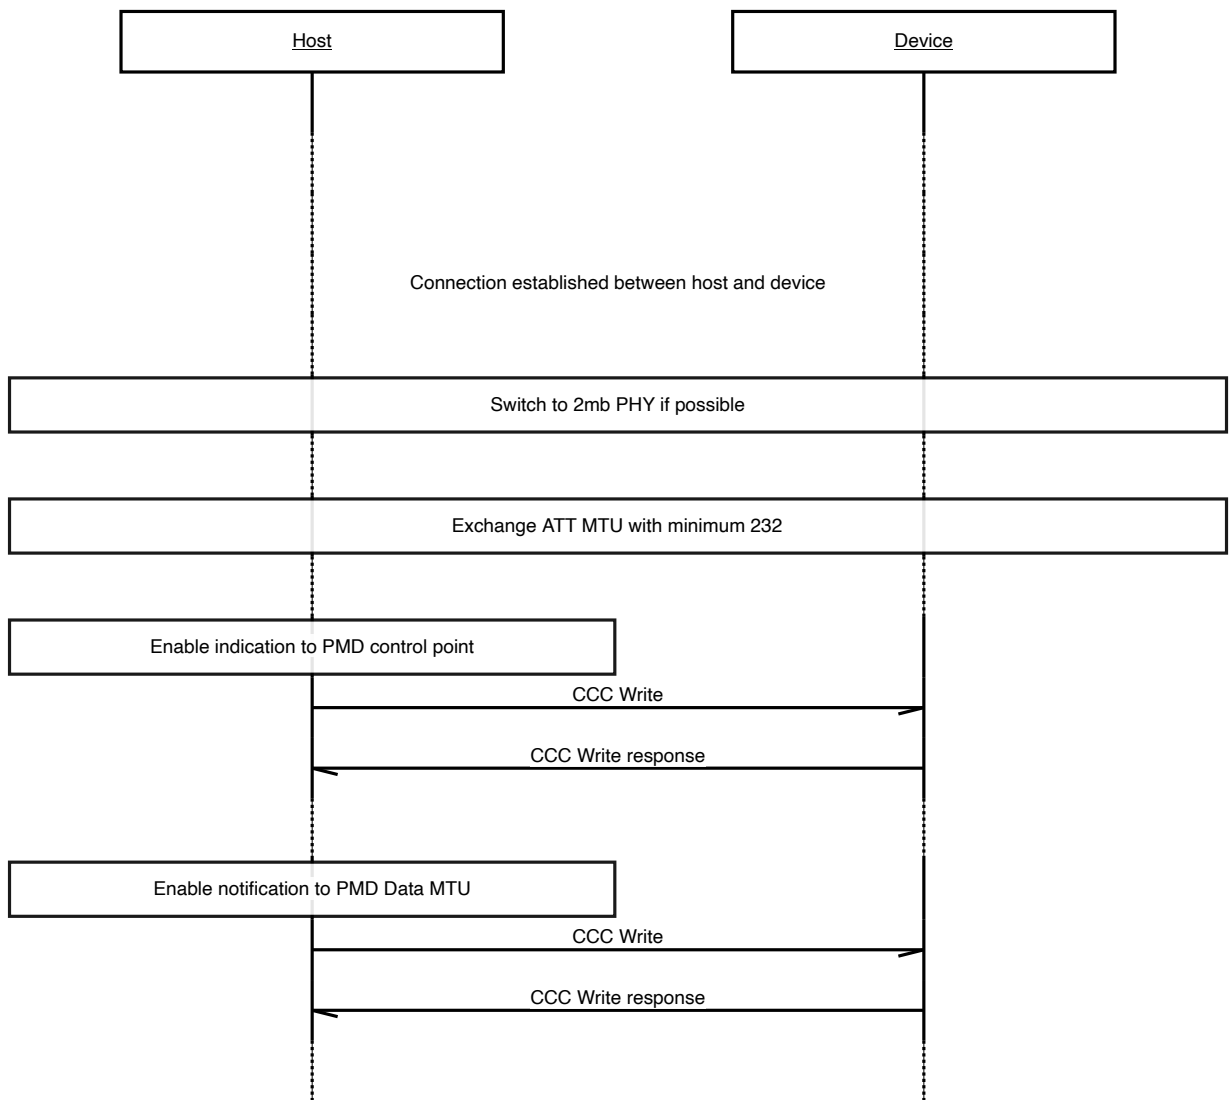 Host
Device
Connection established between host and device
Switch to 2mb PHY if possible
Exchange ATT MTU with minimum 232
Enable indication to PMD control point
CCC Write
CCC Write response
Enable notification to PMD Data MTU
CCC Write
CCC Write response